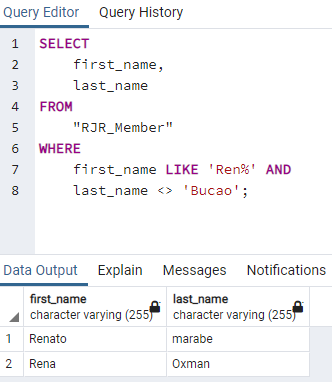 Query Editor Query History
1 SELECT
2 first_name,
3 last_name
4 FROM
5 "RJR_Member"
6 WHERE
7 first_name LIKE 'Ren%' AND
8 last_name <> 'Bucao';
Data Output Explain Messages Notifications
first_name last_name
character varying (255) character varying (255)
1 Renato marabe
2 Rena Oxman